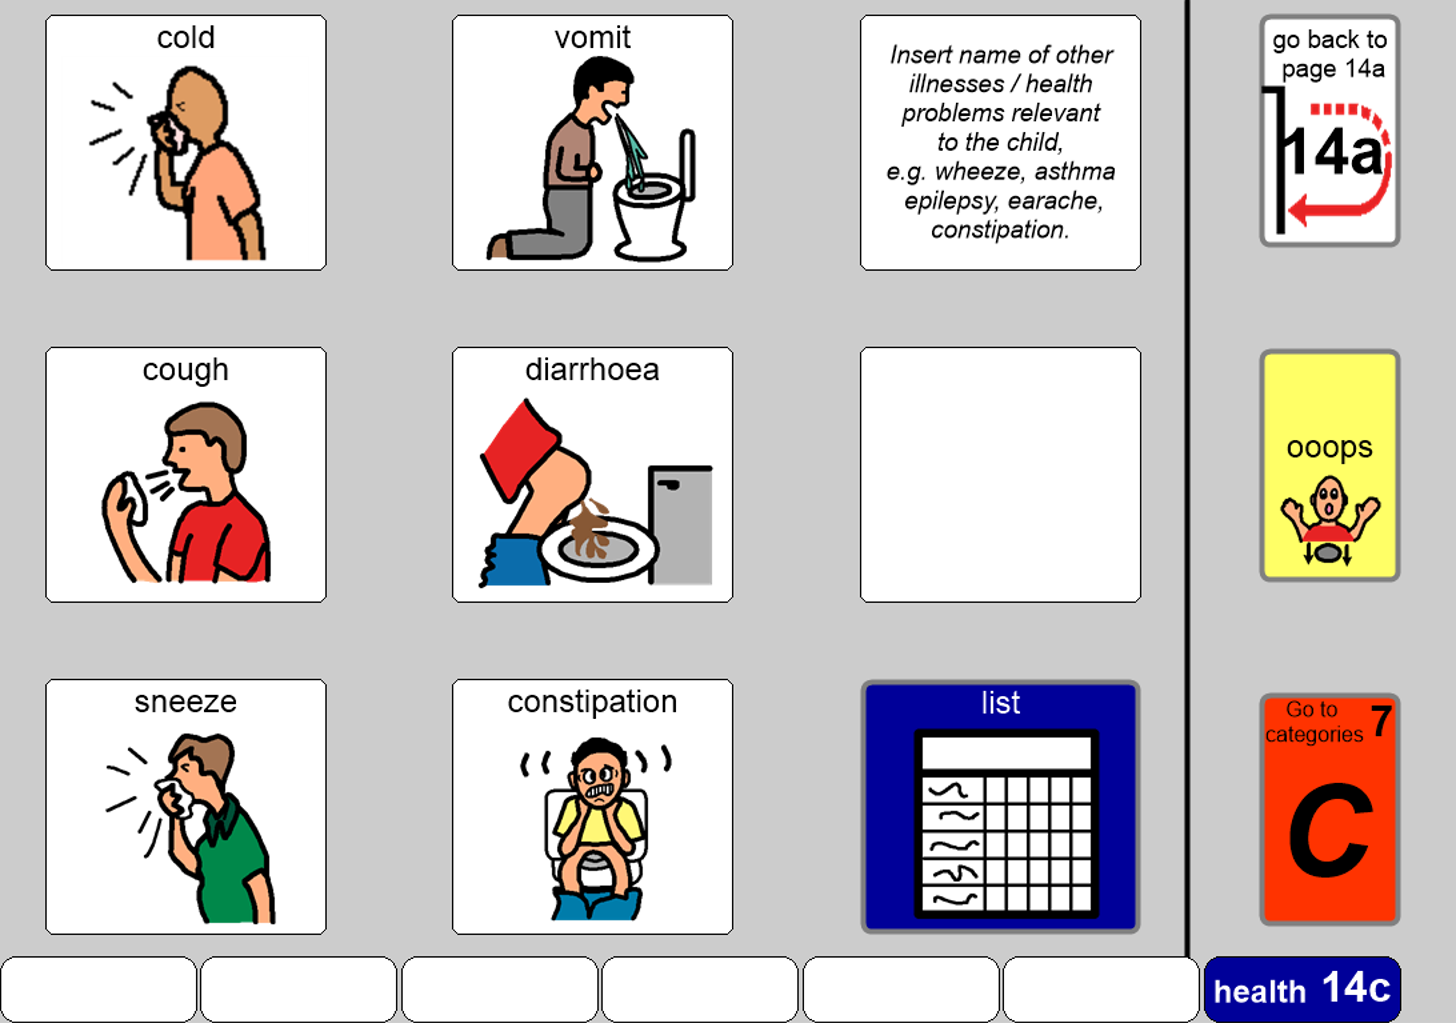 cold
vomit
Insert name of other
illnesses / health
problems relevant
to the child,
e.g. wheeze, asthma
epilepsy, earache,
constipation.
go back to
page 14a
14a
cough
diarrhoea
ooops
sneeze
constipation
list
Go to
categories 7
C
health 14c